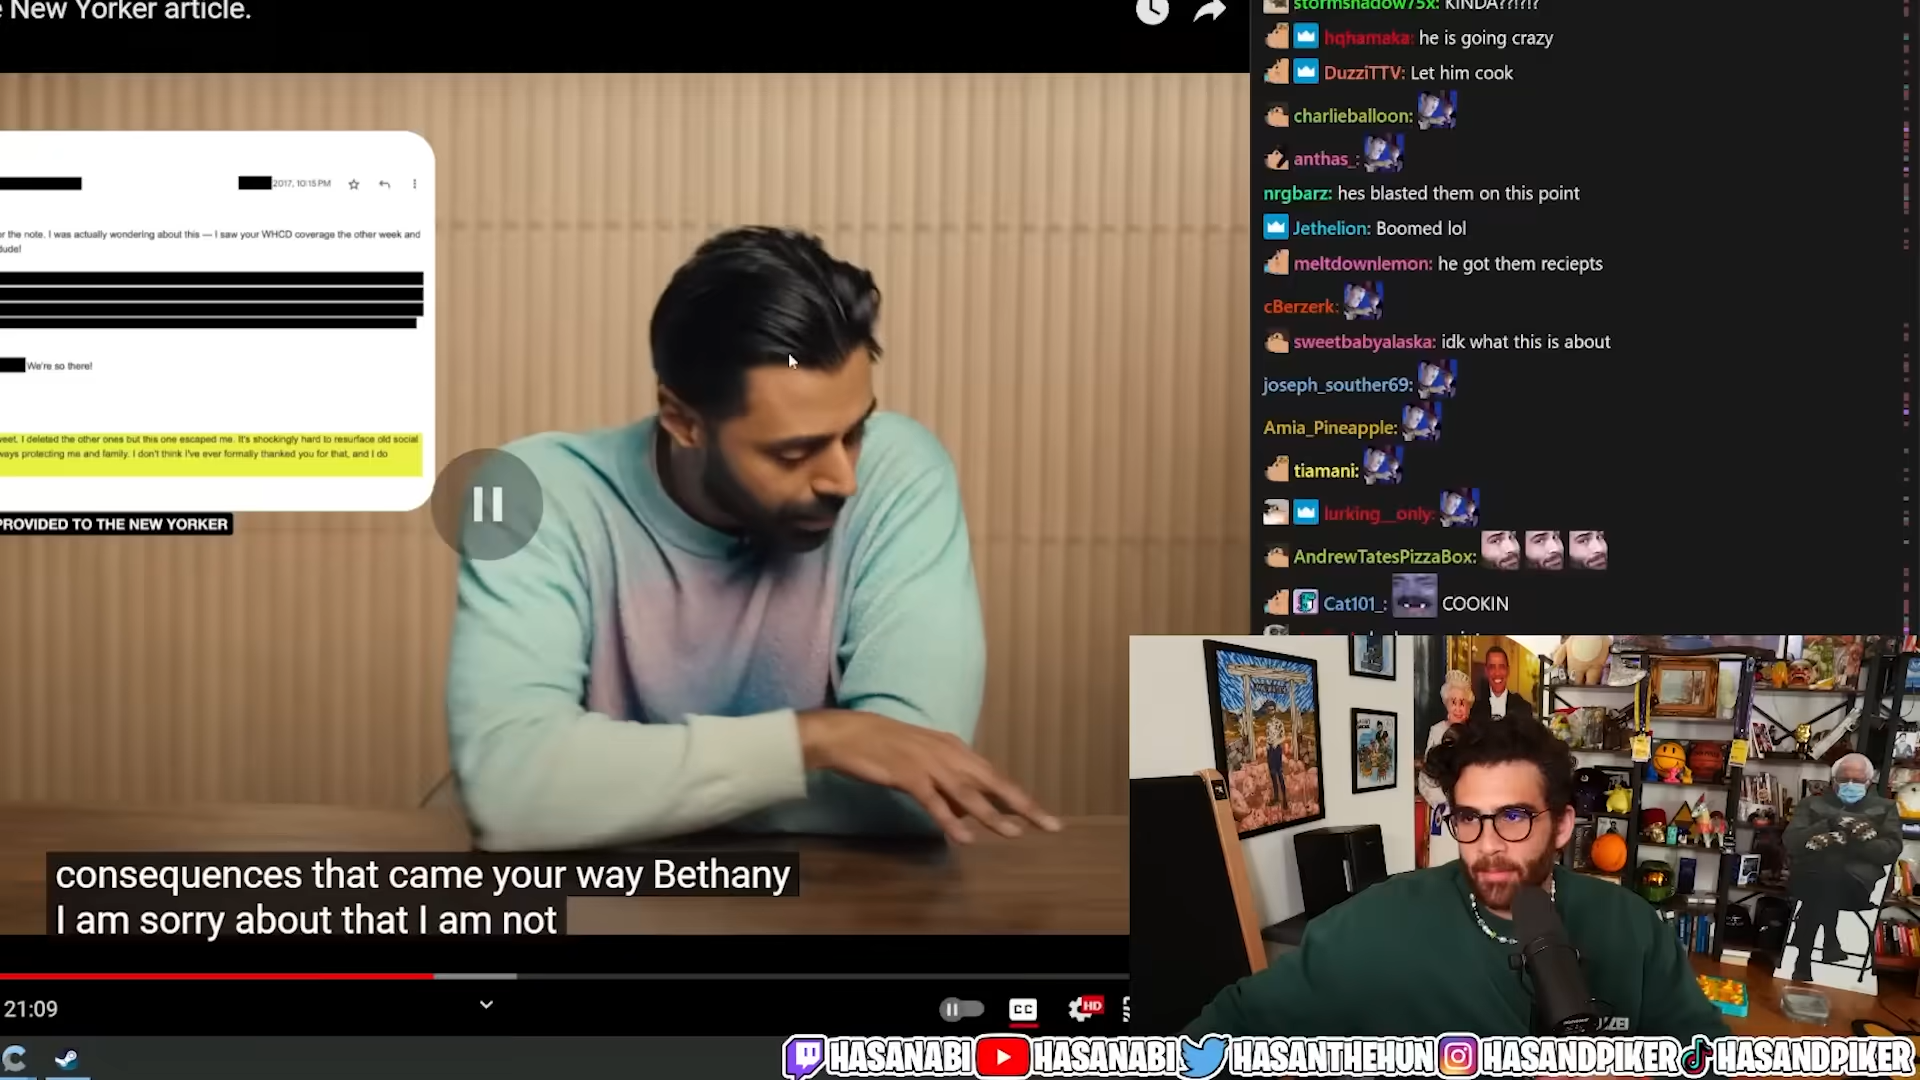 New Yorker article.
2017, 10:15 PM
or the note. I was actually wondering about this — I saw your WHCD coverage the other week and
dude!
We're so there!
weet. I deleted the other ones but this one escaped me. It's shockingly hard to resurface old social
ways protecting me and family. I don't think I've ever formally thanked you for that, and I do
PROVIDED TO THE NEW YORKER
consequences that came your way Bethany
I am sorry about that I am not
21:09
CC
HD
stormshadow75x: KINDA??!?!?
hqhamaka: he is going crazy
DuzziTTV: Let him cook
charlieballoon:
anthas_:
nrgbarz: hes blasted them on this point
Jethelion: Boomed lol
meltdownlemon: he got them reciepts
cBerzerk:
sweetbabyalaska: idk what this is about
joseph_souther69:
Amia_Pineapple:
tiamani:
lurking__only:
AndrewTatesPizzaBox:
Cat101_: COOKIN
HASANABI HASANABI HASANTHEHUN HASANDPIKER HASANDPIKER